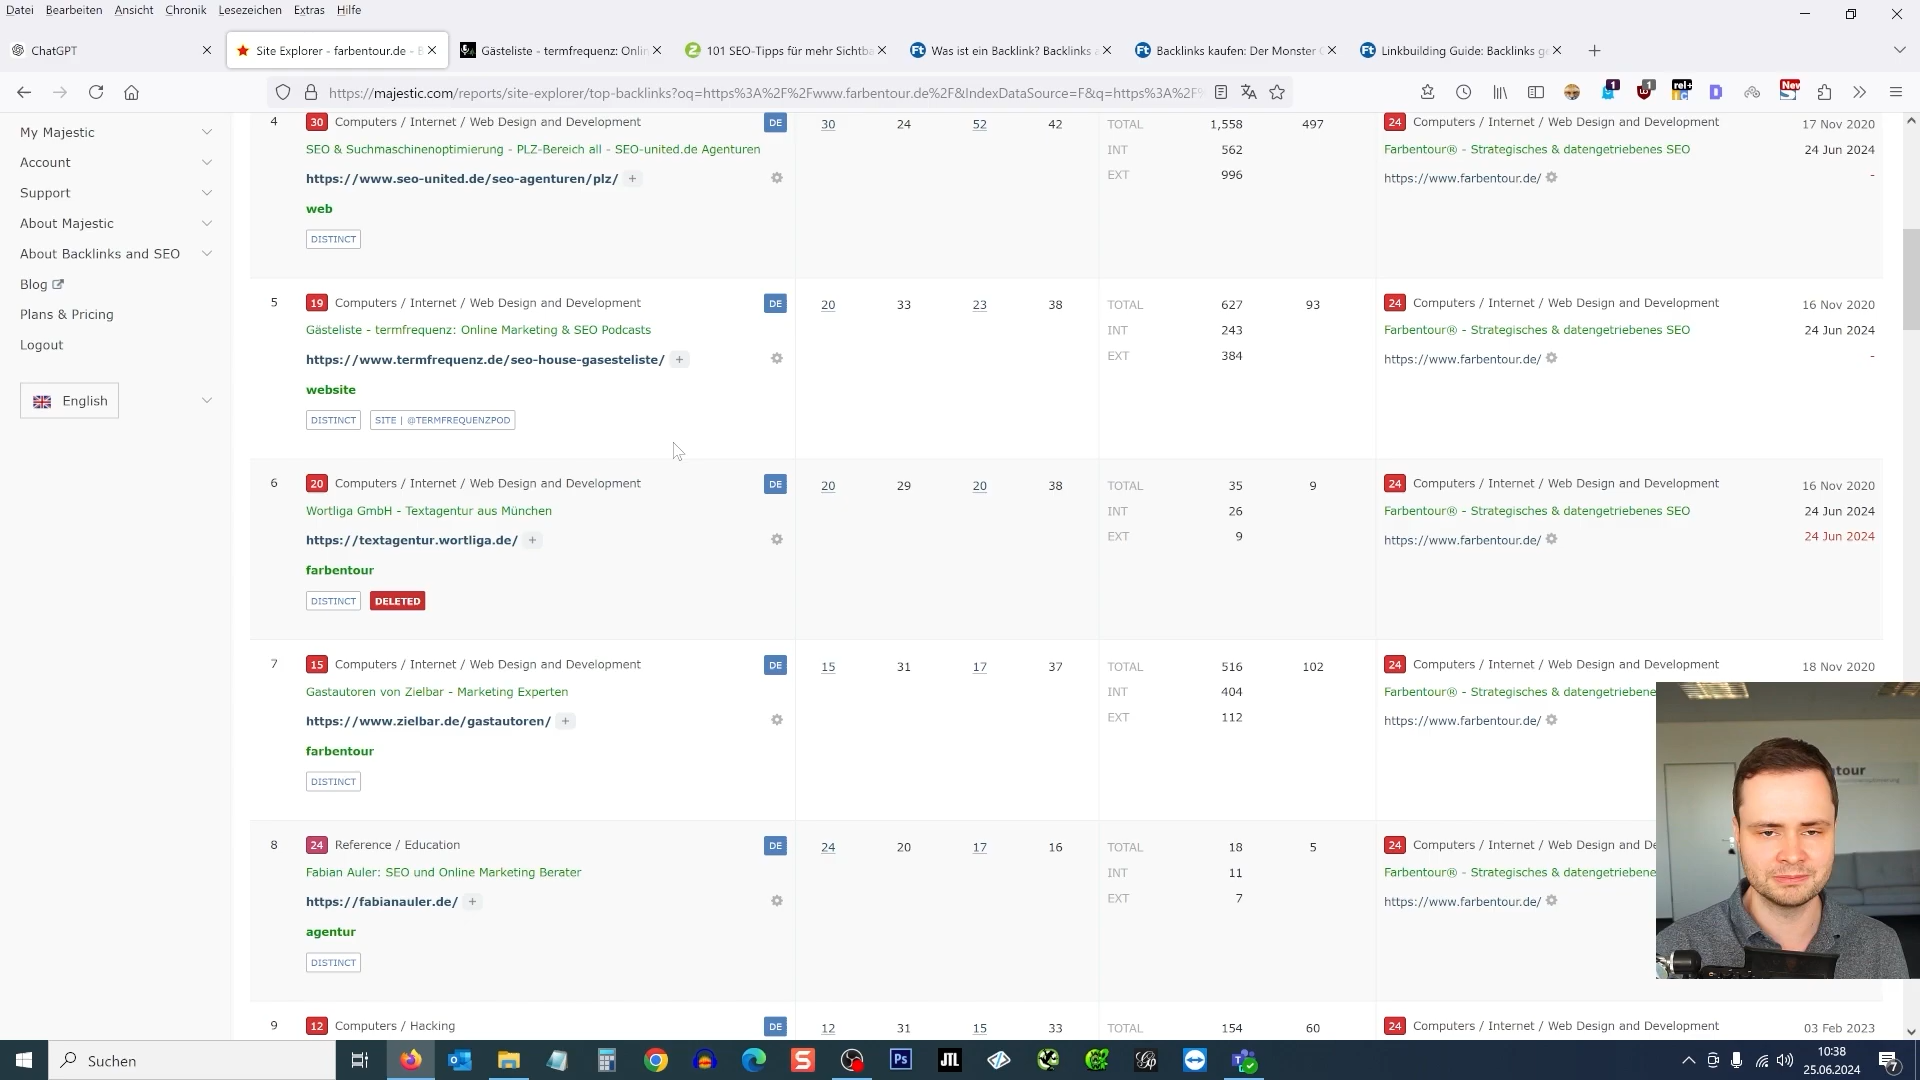 Datei Bearbeiten Ansicht Chronik Lesezeichen Extras Hilfe
ChatGPT
Site Explorer - farbentour.de - B
Gästeliste - termfrequenz: Onlin
101 SEO-Tipps für mehr Sichtba
Was ist ein Backlink? Backlinks
Backlinks kaufen: Der Monster
Linkbuilding Guide: Backlinks ge
https://majestic.com/reports/site-explorer/top-backlinks?oq=https%3A%2F%2Fwww.farbentour.de%2F&IndexDataSource=F&q=https%3A%2F%
My Majestic
Account
Support
About Majestic
About Backlinks and SEO
Blog
Plans & Pricing
Logout
English
4 30 Computers / Internet / Web Design and Development DE 30 24 52 42 TOTAL 1,558 497 24 Computers / Internet / Web Design and Development 17 Nov 2020
SEO & Suchmaschinenoptimierung - PLZ-Bereich all - SEO-united.de Agenturen INT 562 Farbentour® - Strategisches & datengetriebenes SEO 24 Jun 2024
https://www.seo-united.de/seo-agenturen/plz/ + EXT 996 https://www.farbentour.de/ -
web
DISTINCT
5 19 Computers / Internet / Web Design and Development DE 20 33 23 38 TOTAL 627 93 24 Computers / Internet / Web Design and Development 16 Nov 2020
Gästeliste - termfrequenz: Online Marketing & SEO Podcasts INT 243 Farbentour® - Strategisches & datengetriebenes SEO 24 Jun 2024
https://www.termfrequenz.de/seo-house-gasesteliste/ + EXT 384 https://www.farbentour.de/ -
website
DISTINCT SITE | @TERMFREQUENZPOD
6 20 Computers / Internet / Web Design and Development DE 20 29 20 38 TOTAL 35 9 24 Computers / Internet / Web Design and Development 16 Nov 2020
Wortliga GmbH - Textagentur aus München INT 26 Farbentour® - Strategisches & datengetriebenes SEO 24 Jun 2024
https://textagentur.wortliga.de/ + EXT 9 https://www.farbentour.de/ 24 Jun 2024
farbentour
DISTINCT DELETED
7 15 Computers / Internet / Web Design and Development DE 15 31 17 37 TOTAL 516 102 24 Computers / Internet / Web Design and Development 18 Nov 2020
Gastautoren von Zielbar - Marketing Experten INT 404 Farbentour® - Strategisches & datengetriebene
https://www.zielbar.de/gastautoren/ + EXT 112 https://www.farbentour.de/
farbentour
DISTINCT
8 24 Reference / Education DE 24 20 17 16 TOTAL 18 5 24 Computers / Internet / Web Design and De
Fabian Auler: SEO und Online Marketing Berater INT 11 Farbentour® - Strategisches & datengetriebene
https://fabianauler.de/ + EXT 7 https://www.farbentour.de/
agentur
DISTINCT
9 12 Computers / Hacking DE 12 31 15 33 TOTAL 154 60 24 Computers / Internet / Web Design and Development 03 Feb 2023
Suchen
Ps
JTL
10:38
25.06.2024
7